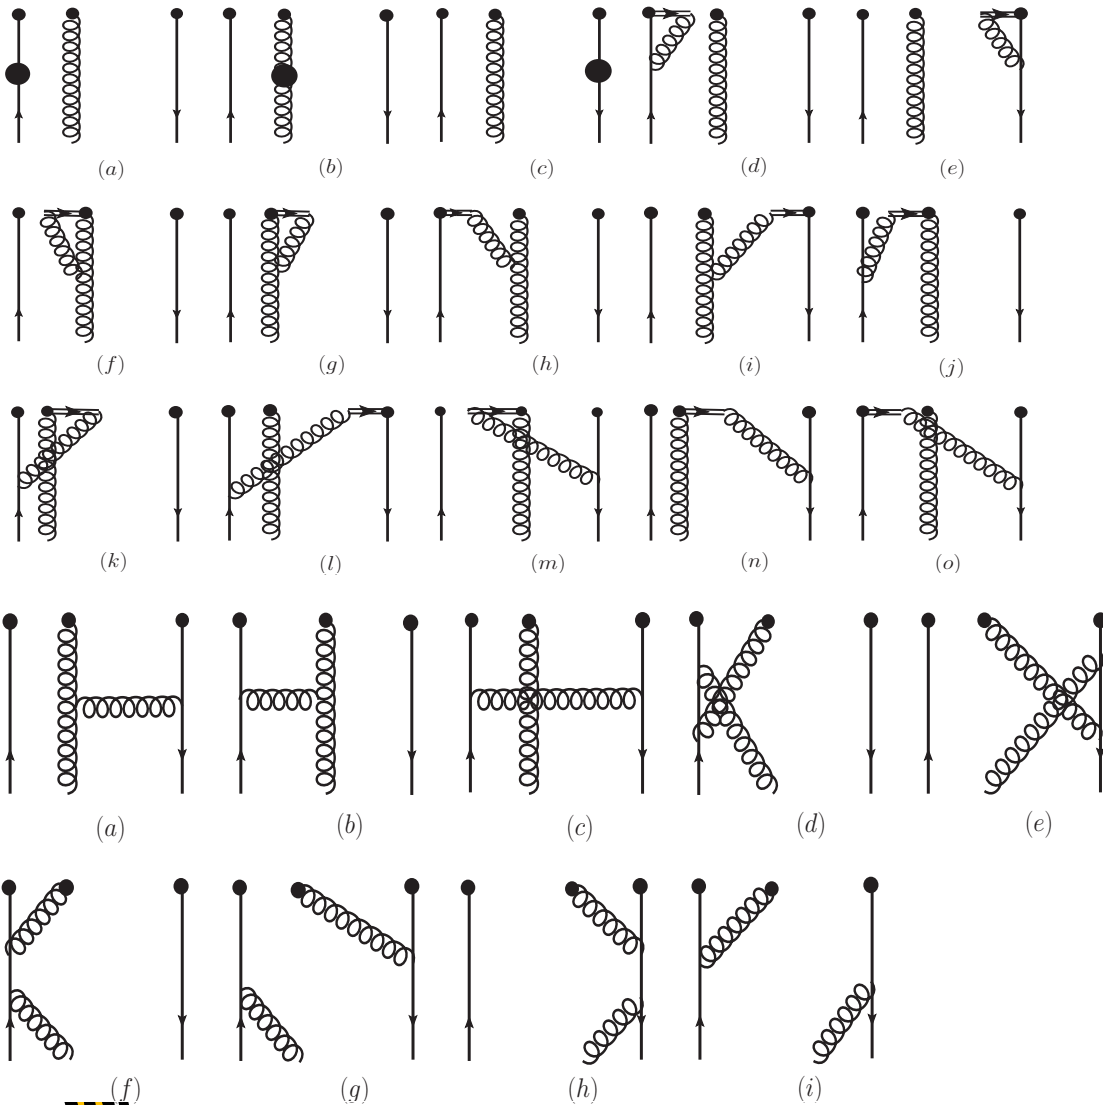 (a) (b) (c) (d) (e)
(f) (g) (h) (i) (j)
(k) (l) (m) (n) (o)
(a) (b) (c) (d) (e)
(f) (g) (h) (i)